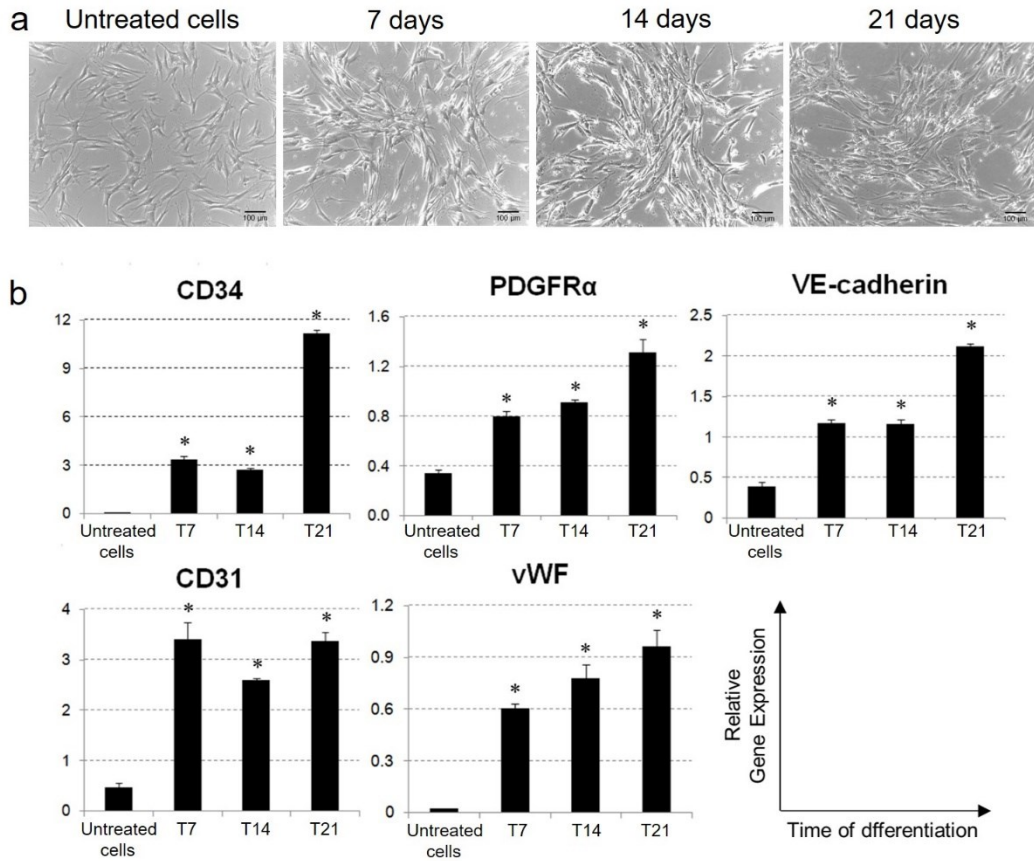 a
Untreated cells
7 days
14 days
21 days
100 µm
100 µm
100 µm
100 µm
b
CD34
12
9
6
3
0
*
*
*
Untreated
cells
T7
T14
T21
PDGFRα
1.6
1.2
0.8
0.4
0.0
*
*
*
Untreated
cells
T7
T14
T21
VE-cadherin
2.5
2
1.5
1
0.5
0
*
*
*
Untreated
cells
T7
T14
T21
CD31
4
3
2
1
0
*
*
*
Untreated
cells
T7
T14
T21
vWF
1.2
0.9
0.6
0.3
0
*
*
*
Untreated
cells
T7
T14
T21
Relative
Gene Expression
Time of dfferentiation